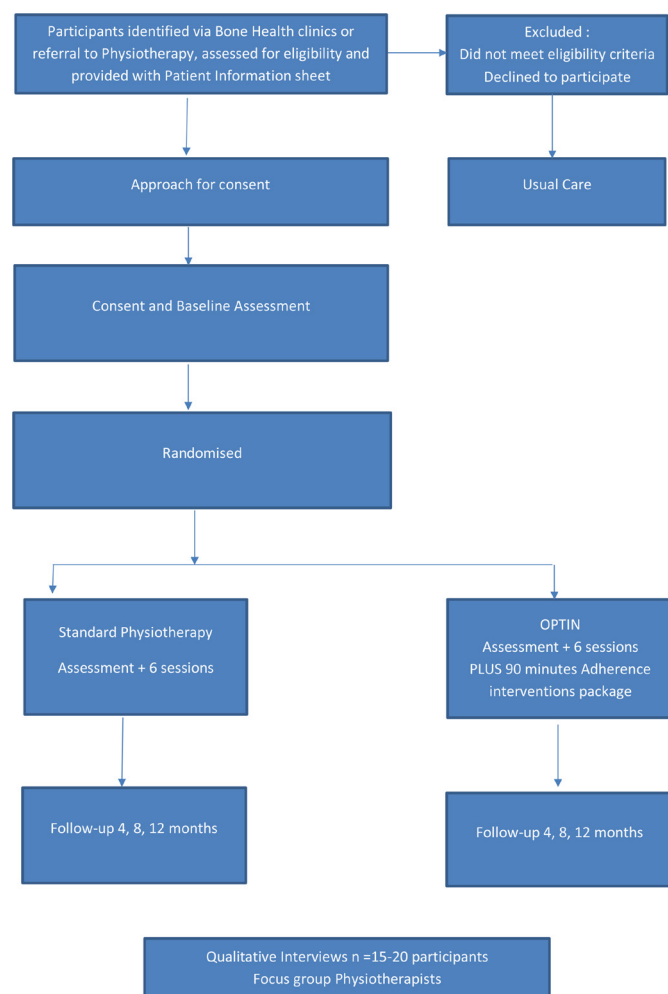 Participants identified via Bone Health clinics or
referral to Physiotherapy, assessed for eligibility and
provided with Patient Information sheet
Excluded :
Did not meet eligibility criteria
Declined to participate
Approach for consent
Usual Care
Consent and Baseline Assessment
Randomised
Standard Physiotherapy
Assessment + 6 sessions
OPTIN
Assessment + 6 sessions
PLUS 90 minutes Adherence
interventions package
Follow-up 4, 8, 12 months
Follow-up 4, 8, 12 months
Qualitative Interviews n =15-20 participants
Focus group Physiotherapists